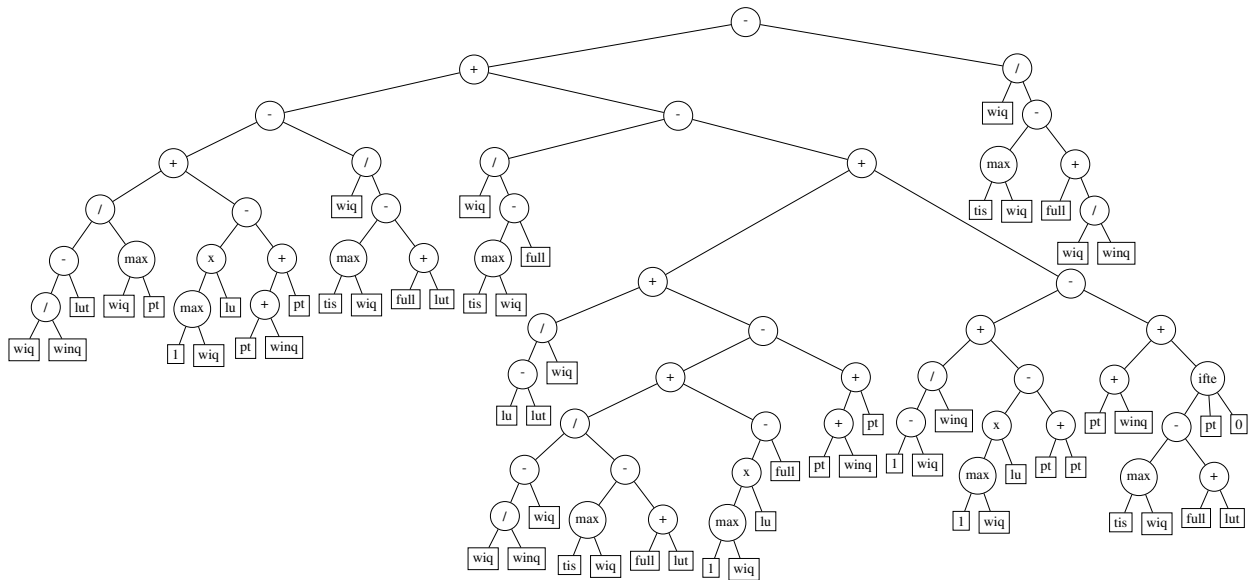 -
+ /
- - wiq -
+ / / + max +
/ - wiq - wiq - tis wiq full /
- max x + max + max full wiq winq
/ lut wiq pt max lu + pt tis wiq full lut tis wiq + -
wiq winq 1 wiq pt winq / - + +
- wiq + + / - + ifte
lu lut / - + pt - winq x + pt winq - pt 0
- - x full pt winq 1 wiq max lu pt pt max +
/ wiq max + max lu 1 wiq tis wiq full lut
wiq winq tis wiq full lut 1 wiq